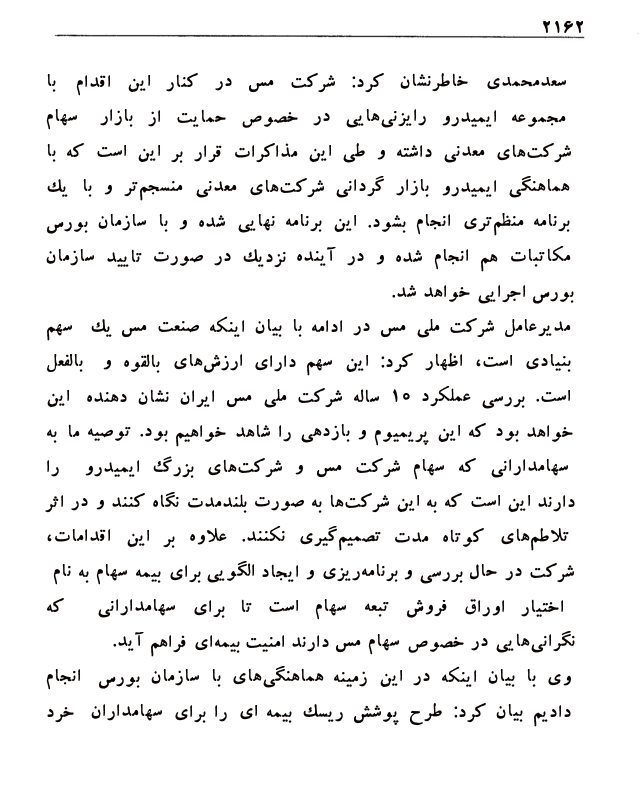 ۲۱۶۲
سعدمحمدی خاطرنشان کرد: شرکت مس در کنار این اقدام با
مجموعه ایمیدرو رایزنی‌هایی در خصوص حمایت از بازار سهام
شرکت‌های معدنی داشته و طی این مذاکرات قرار بر این است که با
هماهنگی ایمیدرو بازار گردانی شرکت‌های معدنی منسجم‌تر و با یك
برنامه منظم‌تری انجام بشود. این برنامه نهایی شده و با سازمان بورس
مکاتبات هم انجام شده و در آینده نزدیك در صورت تایید سازمان
بورس اجرایی خواهد شد.
مدیرعامل شرکت ملی مس در ادامه با بیان اینکه صنعت مس یك سهم
بنیادی است، اظهار کرد: این سهم دارای ارزش‌های بالقوه و بالفعل
است. بررسی عملکرد ۱۰ ساله شرکت ملی مس ایران نشان دهنده این
خواهد بود که این پریمیوم و بازدهی را شاهد خواهیم بود. توصیه ما به
سهامدارانی که سهام شرکت مس و شرکت‌های بزرگ ایمیدرو را
دارند این است که به این شرکت‌ها به صورت بلندمدت نگاه کنند و در اثر
تلاطم‌های کوتاه مدت تصمیم‌گیری نکنند. علاوه بر این اقدامات،
شرکت در حال بررسی و برنامه‌ریزی و ایجاد الگویی برای بیمه سهام به نام
اختیار اوراق فروش تبعه سهام است تا برای سهامدارانی که
نگرانی‌هایی در خصوص سهام مس دارند امنیت بیمه‌ای فراهم آید.
وی با بیان اینکه در این زمینه هماهنگی‌های با سازمان بورس انجام
دادیم بیان کرد: طرح پوشش ریسك بیمه ای را برای سهامداران خرد